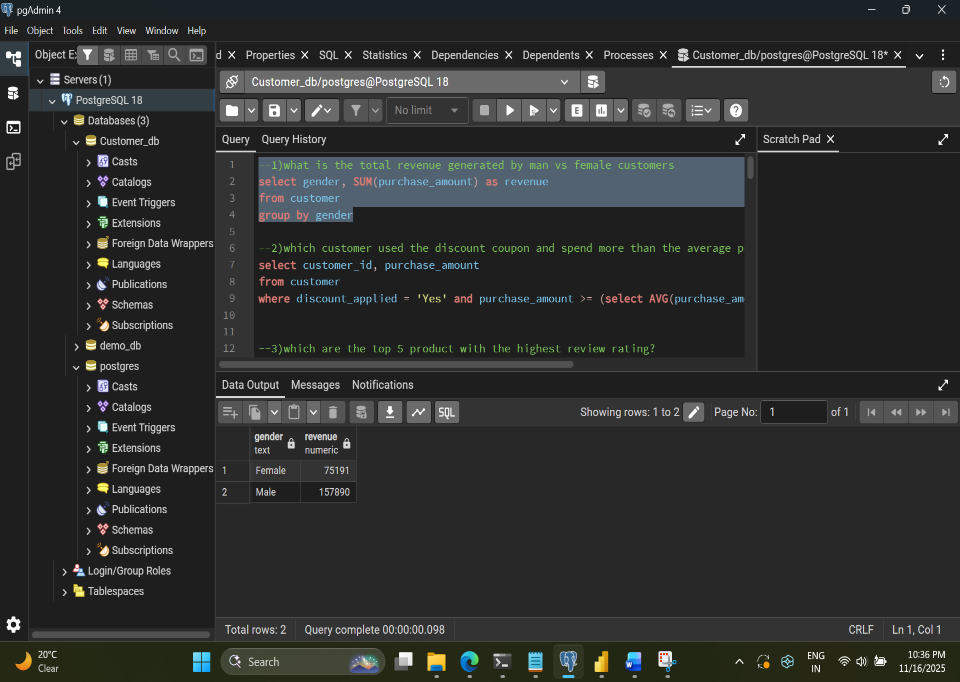 pgAdmin 4
File Object Tools Edit View Window Help
Object E:
d Properties SQL Statistics Dependencies Dependents Processes Customer_db/postgres@PostgreSQL 18*
Servers (1)
PostgreSQL 18
Databases (3)
Customer_db
Casts
Catalogs
Event Triggers
Extensions
Foreign Data Wrappers
Languages
Publications
Schemas
Subscriptions
demo_db
postgres
Casts
Catalogs
Event Triggers
Extensions
Foreign Data Wrappers
Languages
Publications
Schemas
Subscriptions
Login/Group Roles
Tablespaces
Customer_db/postgres@PostgreSQL 18
No limit
E
Query Query History
Scratch Pad
1 --1)what is the total revenue generated by man vs female customers
2 select gender, SUM(purchase_amount) as revenue
3 from customer
4 group by gender
5
6 --2)which customer used the discount coupon and spend more than the average p
7 select customer_id, purchase_amount
8 from customer
9 where discount_applied = 'Yes' and purchase_amount >= (select AVG(purchase_am
10
11
12 --3)which are the top 5 product with the highest review rating?
Data Output Messages Notifications
SQL
Showing rows: 1 to 2 Page No: 1 of 1
gender text revenue numeric
1 Female 75191
2 Male 157890
Total rows: 2 Query complete 00:00:00.098 CRLF Ln 1, Col 1
20°C
Clear
Search
ENG
IN
10:36 PM
11/16/2025